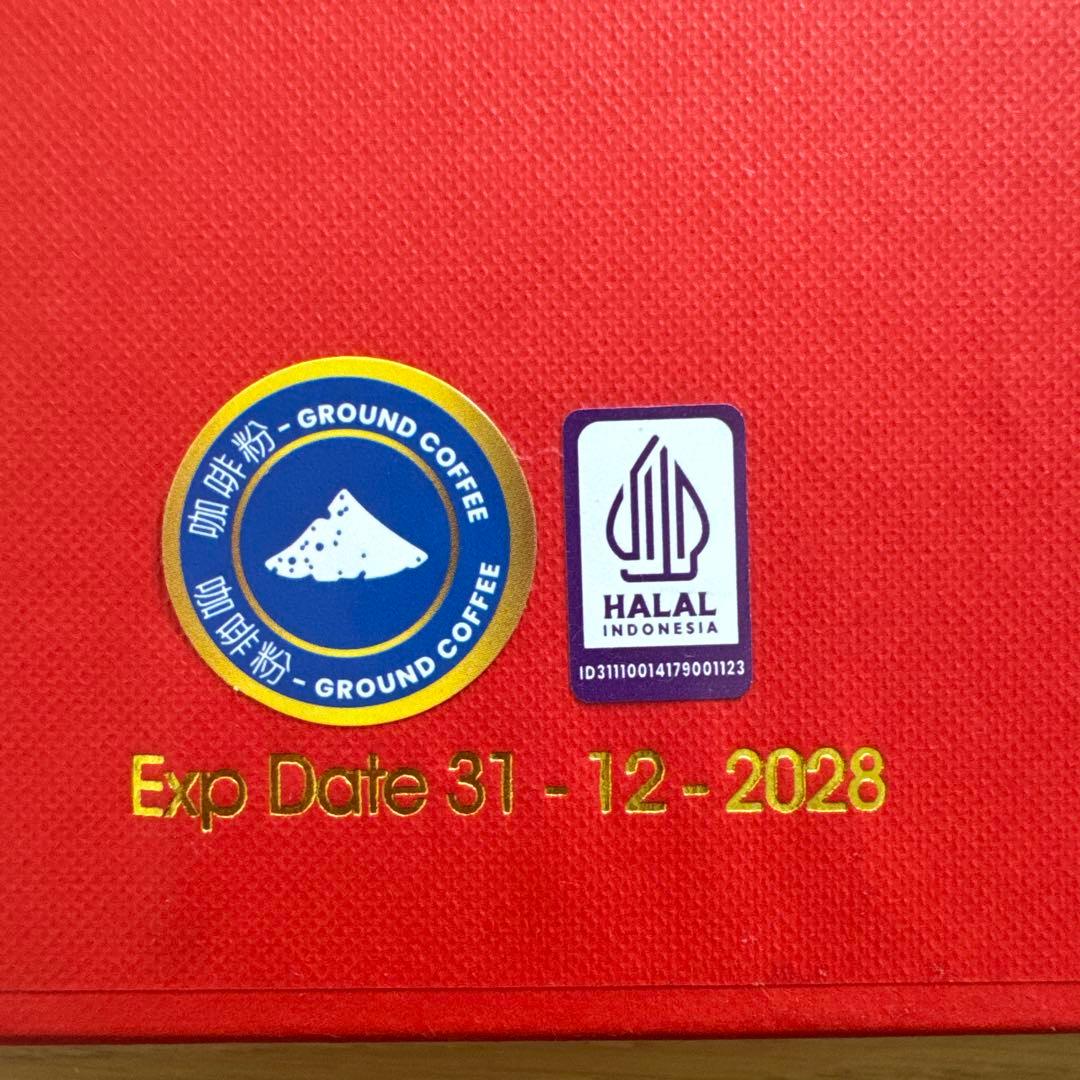 咖啡粉 - GROUND COFFEE
咖啡粉 - GROUND COFFEE
HALAL
INDONESIA
ID31110014179001123
Exp Date 31 - 12 - 2028